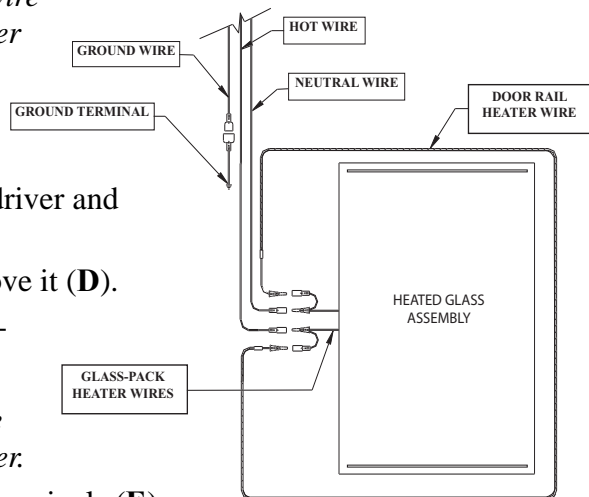 HOT WIRE
GROUND WIRE
NEUTRAL WIRE
DOOR RAIL
HEATER WIRE
GROUND TERMINAL
driver and
ove it (D).
HEATED GLASS
ASSEMBLY
GLASS-PACK
HEATER WIRES
er.
(E)